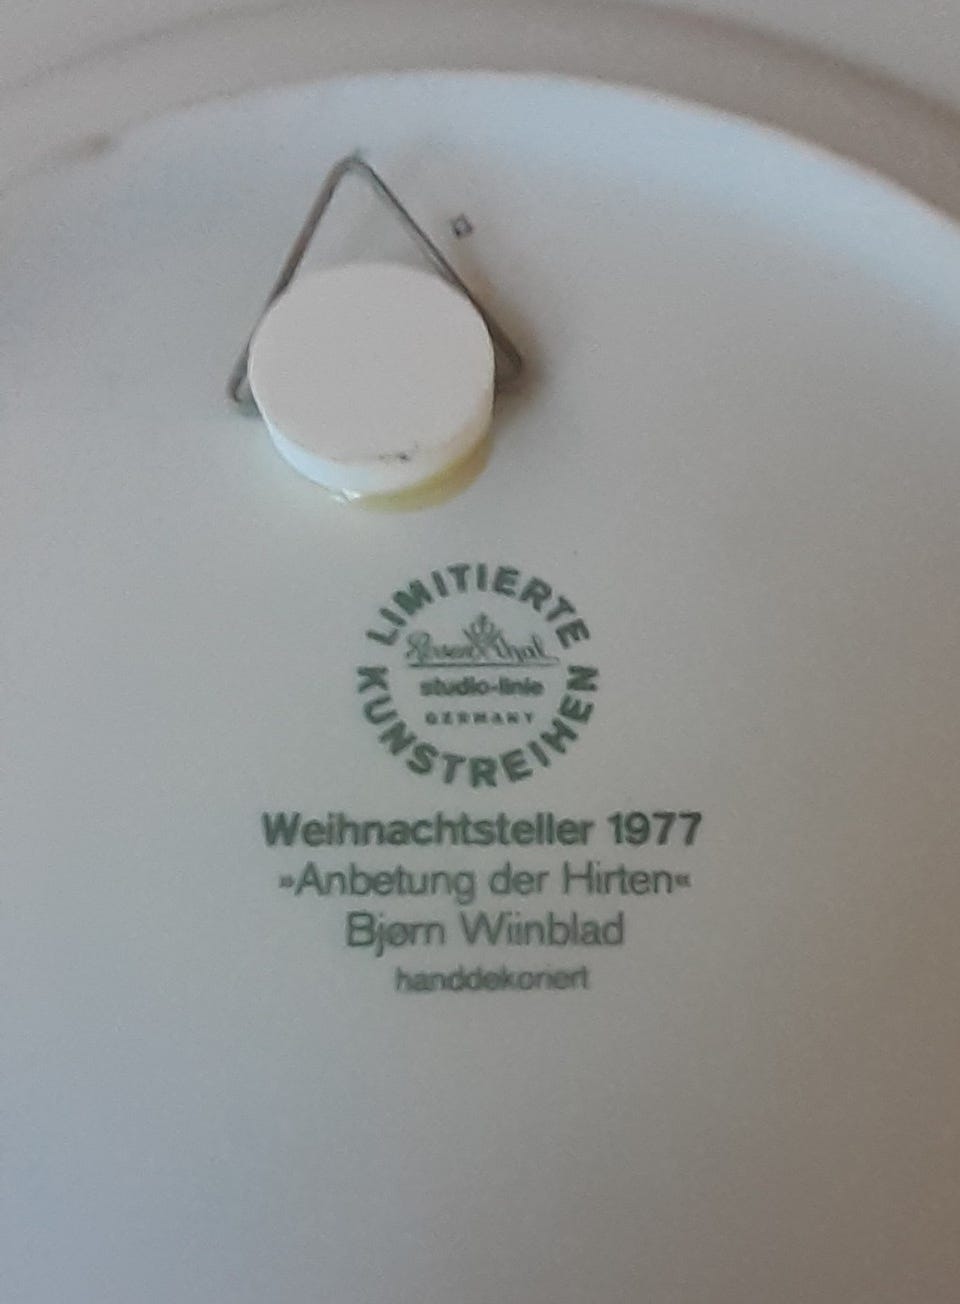 LIMITIERTE
Rosenthal
studio-linie
GERMANY
KUNSTREIHEN
Weihnachtsteller 1977
»Anbetung der Hirten«
Bjørn Wiinblad
handdekoriert